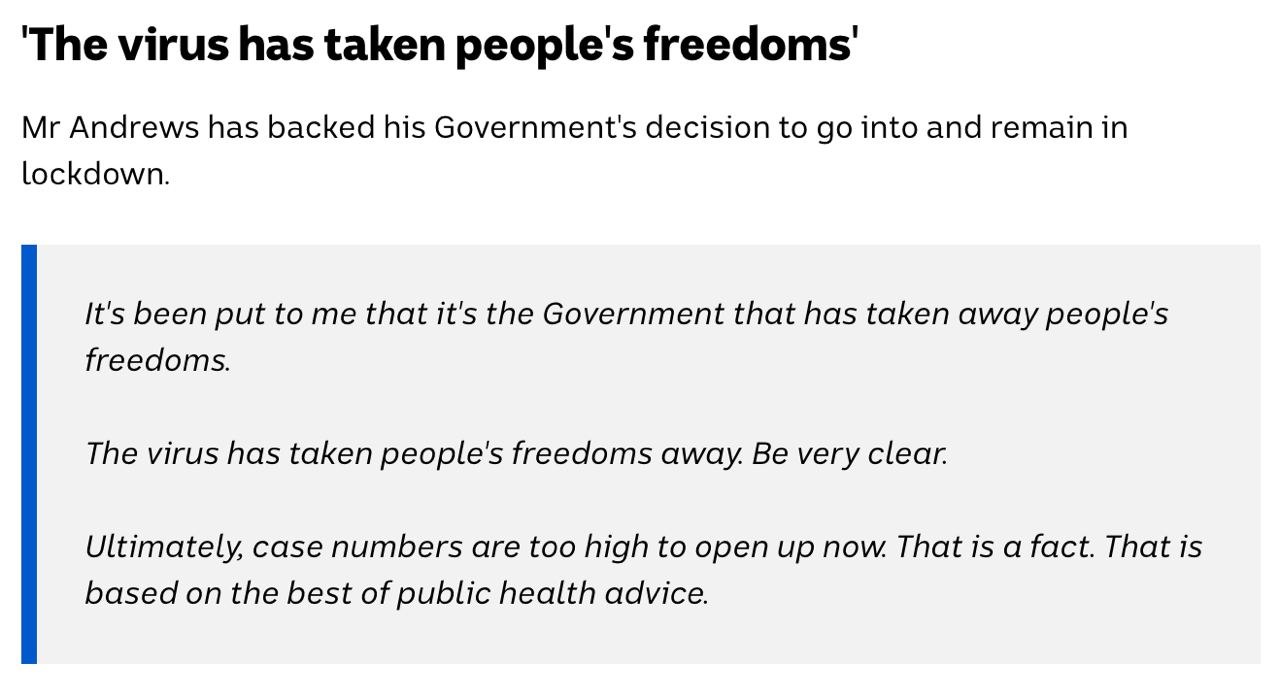 'The virus has taken people's freedoms'
Mr Andrews has backed his Government's decision to go into and remain in
lockdown.
It's been put to me that it's the Government that has taken away people's
freedoms.
The virus has taken people's freedoms away. Be very clear.
Ultimately, case numbers are too high to open up now. That is a fact. That is
based on the best of public health advice.